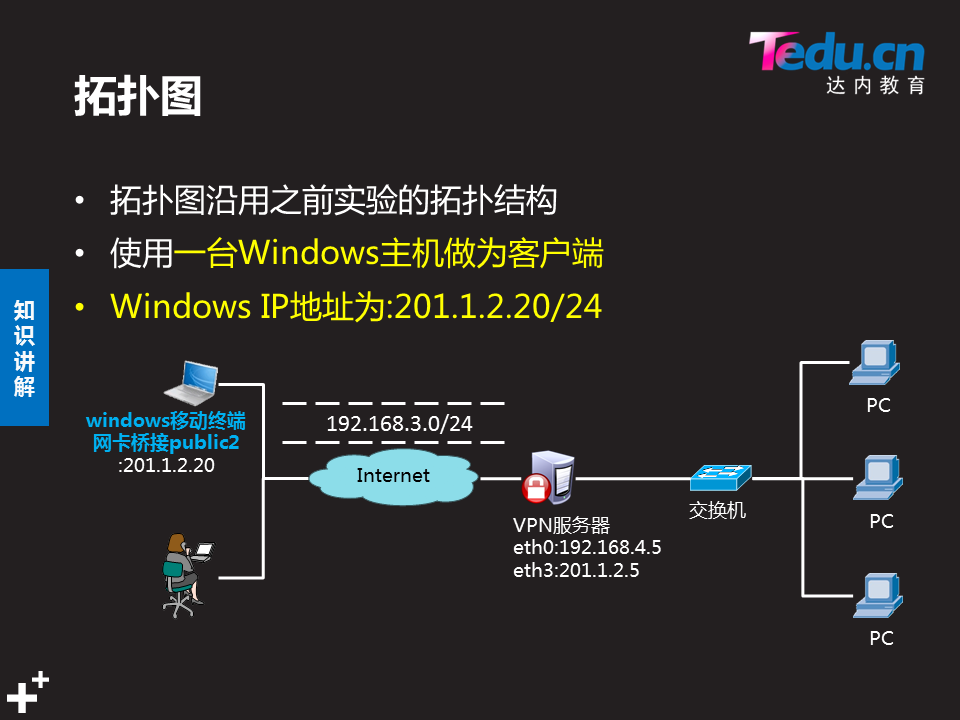 Tedu.cn
达内教育
拓扑图
• 拓扑图沿用之前实验的拓扑结构
• 使用一台Windows主机做为客户端
• Windows IP地址为:201.1.2.20/24
知识讲解
windows移动终端
网卡桥接public2
:201.1.2.20
192.168.3.0/24
Internet
VPN服务器
eth0:192.168.4.5
eth3:201.1.2.5
交换机
PC
PC
PC